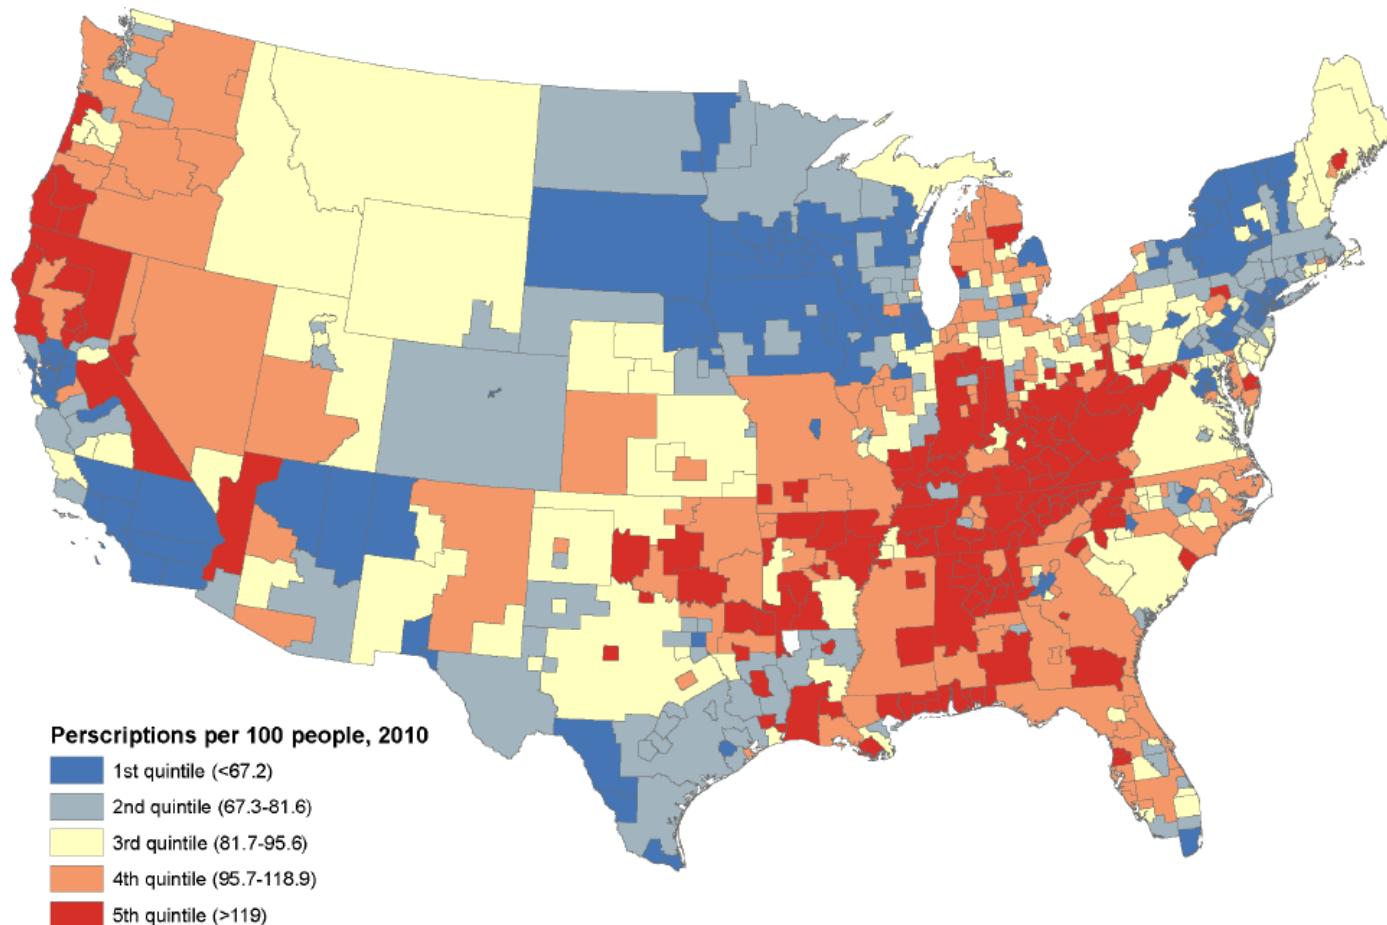 Perscriptions per 100 people, 2010
1st quintile (<67.2)
2nd quintile (67.3-81.6)
3rd quintile (81.7-95.6)
4th quintile (95.7-118.9)
5th quintile (>119)